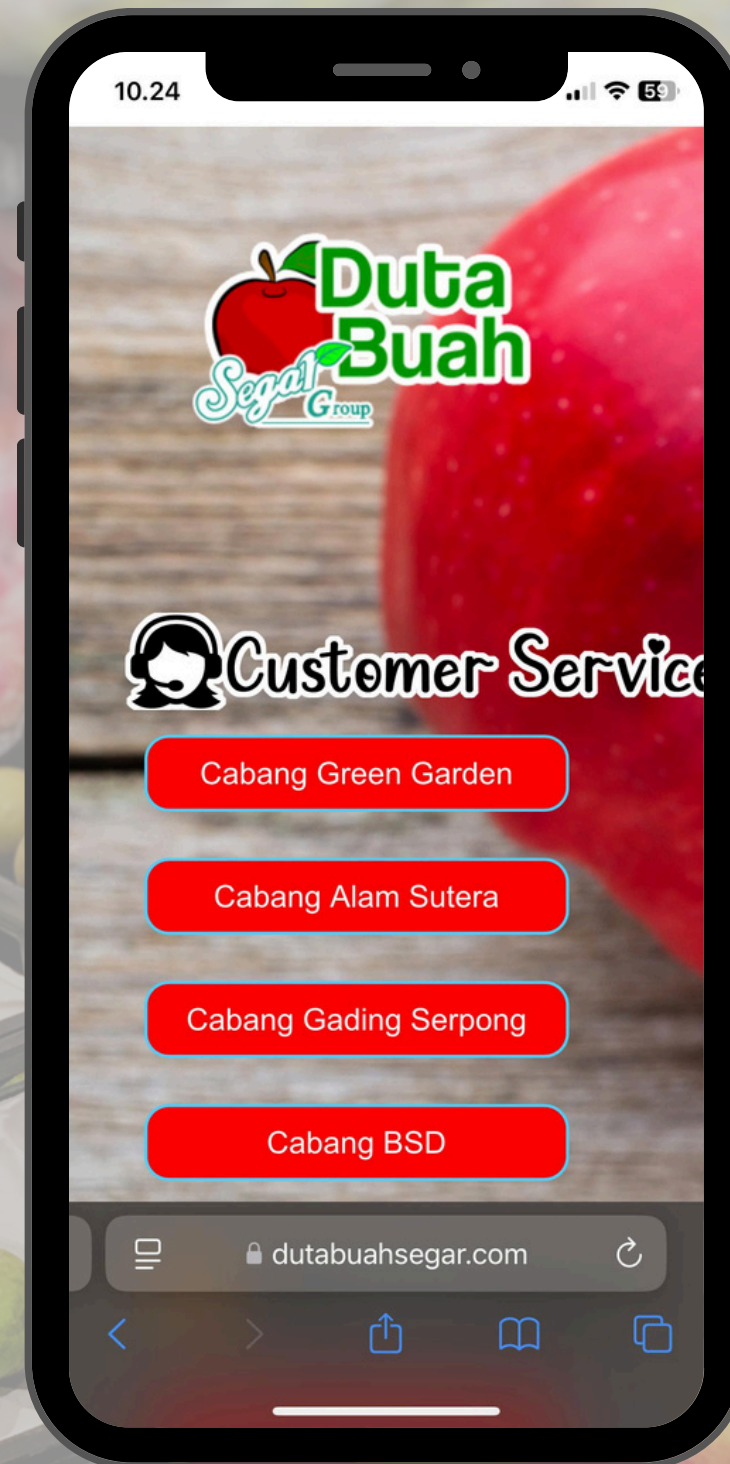 10.24
59
Duta
Buah
Segar
Group
Customer Service
Cabang Green Garden
Cabang Alam Sutera
Cabang Gading Serpong
Cabang BSD
dutabuahsegar.com